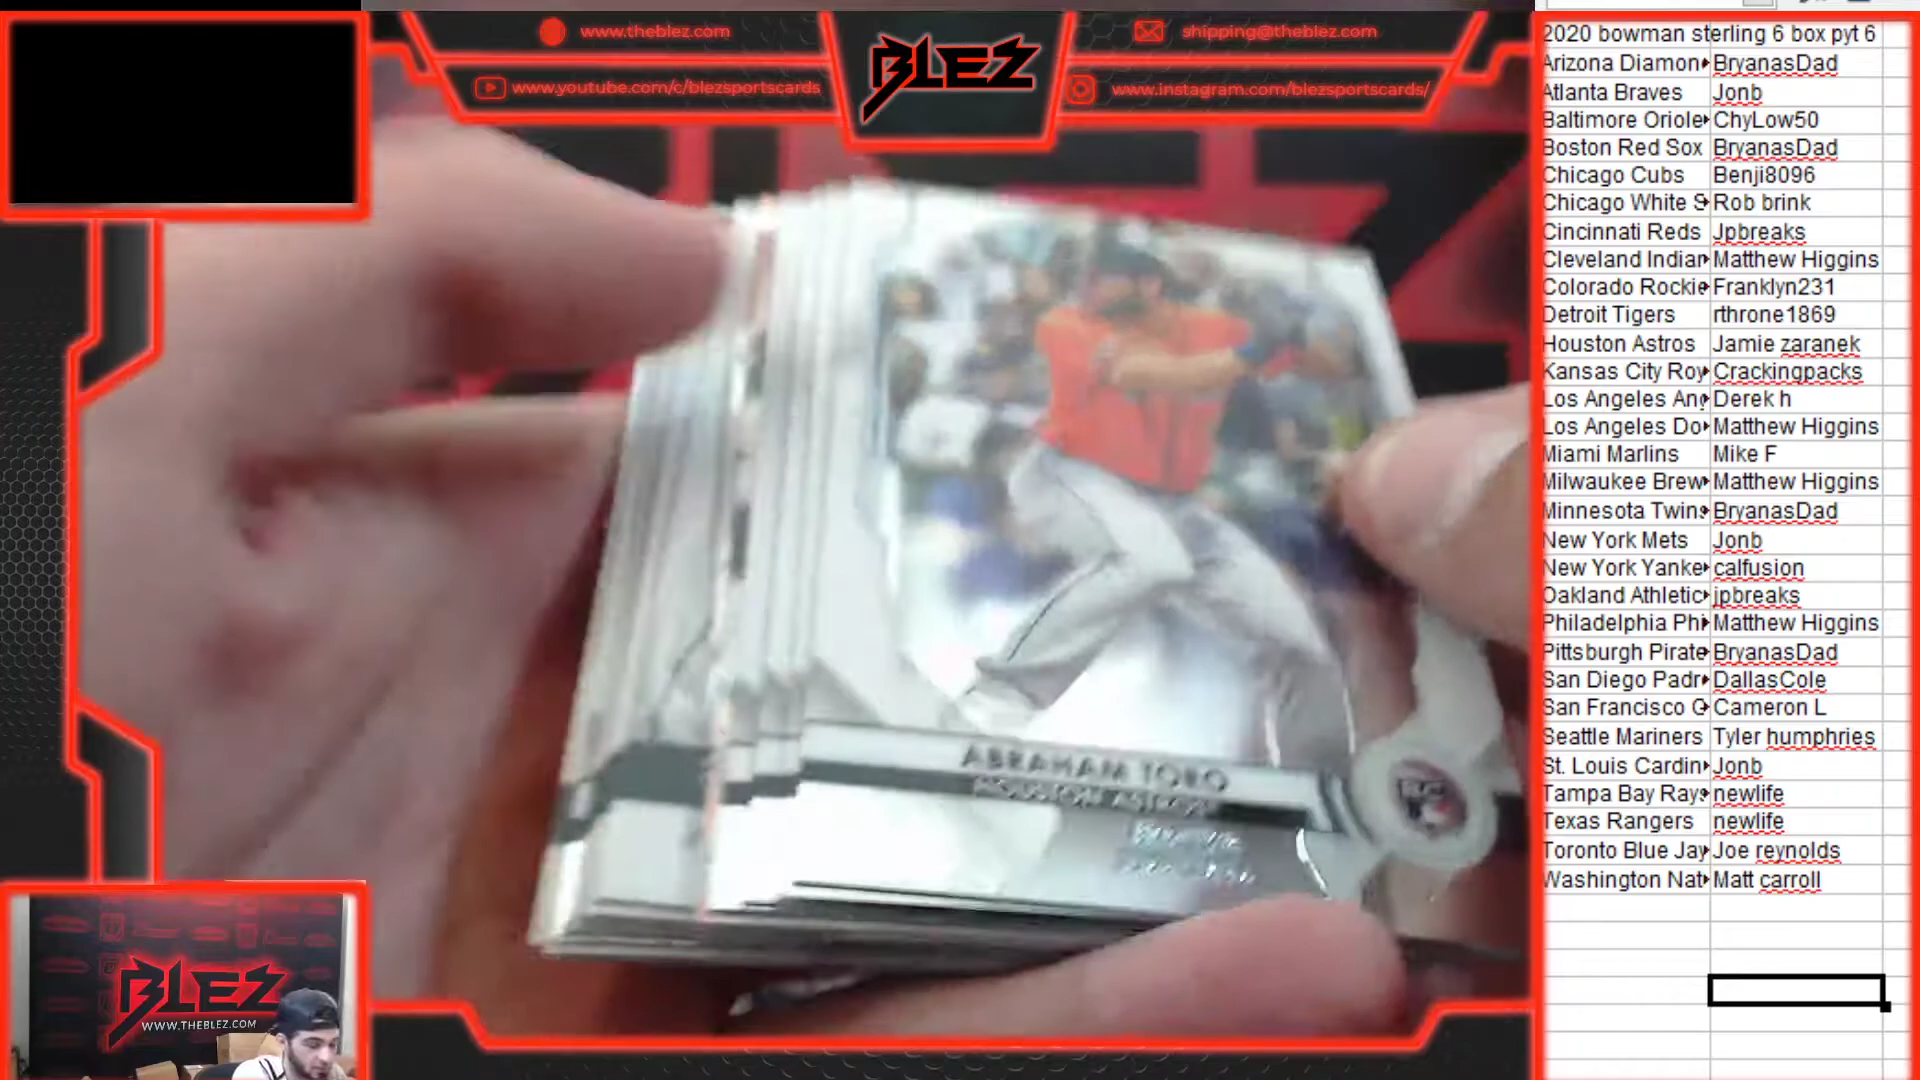 www.theblez.com
www.youtube.com/c/blezsportscards
BLEZ
shipping@theblez.com
www.instagram.com/blezsportscards/
ABRAHAM TORO
HOUSTON ASTROS
RC
BLEZ
WWW.THEBLEZ.COM
2020 bowman sterling 6 box pyt 6
Arizona Diamon BryanasDad
Atlanta Braves Jonb
Baltimore Oriole ChyLow50
Boston Red Sox BryanasDad
Chicago Cubs Benji8096
Chicago White S Rob brink
Cincinnati Reds Jpbreaks
Cleveland Indian Matthew Higgins
Colorado Rockie Franklyn231
Detroit Tigers rthrone1869
Houston Astros Jamie zaranek
Kansas City Roy Crackingpacks
Los Angeles Ang Derek h
Los Angeles Do Matthew Higgins
Miami Marlins Mike F
Milwaukee Brew Matthew Higgins
Minnesota Twins BryanasDad
New York Mets Jonb
New York Yanke calfusion
Oakland Athletic jpbreaks
Philadelphia Phi Matthew Higgins
Pittsburgh Pirate BryanasDad
San Diego Padr DallasCole
San Francisco G Cameron L
Seattle Mariners Tyler humphries
St. Louis Cardin Jonb
Tampa Bay Rays newlife
Texas Rangers newlife
Toronto Blue Jay Joe reynolds
Washington Nat Matt carroll